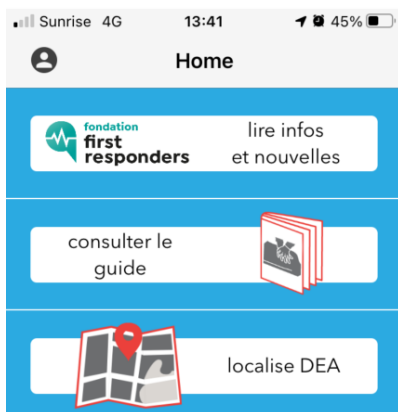 Sunrise 4G 13:41 45%
Home
fondation
first
responders
lire infos
et nouvelles
consulter le
guide
localise DEA